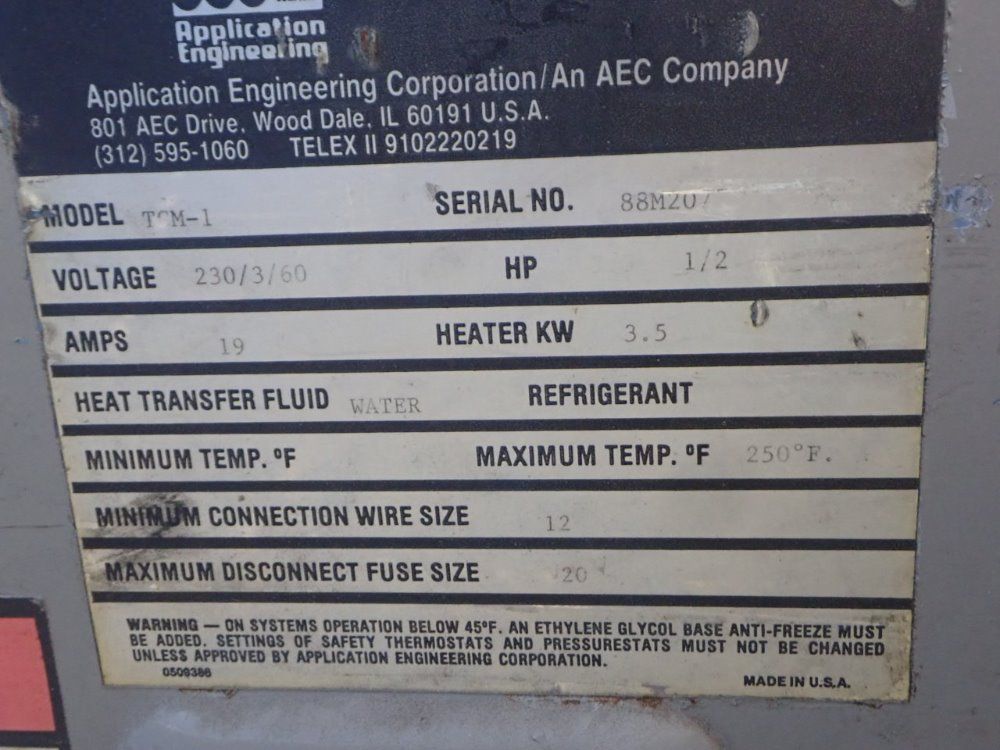 Application
Engineering
Application Engineering Corporation/An AEC Company
801 AEC Drive. Wood Dale, IL 60191 U.S.A.
(312) 595-1060 TELEX II 9102220219
MODEL SERIAL NO. 88M207
VOLTAGE 230/3/60 HP 1/2
AMPS 19 HEATER KW 3.5
HEAT TRANSFER FLUID WATER REFRIGERANT
MINIMUM TEMP. ºF MAXIMUM TEMP. ºF 250°F.
MINIMUM CONNECTION WIRE SIZE 12
MAXIMUM DISCONNECT FUSE SIZE 20
WARNING — ON SYSTEMS OPERATION BELOW 45ºF. AN ETHYLENE GLYCOL BASE ANTI-FREEZE MUST
BE ADDED. SETTINGS OF SAFETY THERMOSTATS AND PRESSURESTATS MUST NOT BE CHANGED
UNLESS APPROVED BY APPLICATION ENGINEERING CORPORATION.
0509386
MADE IN U.S.A.